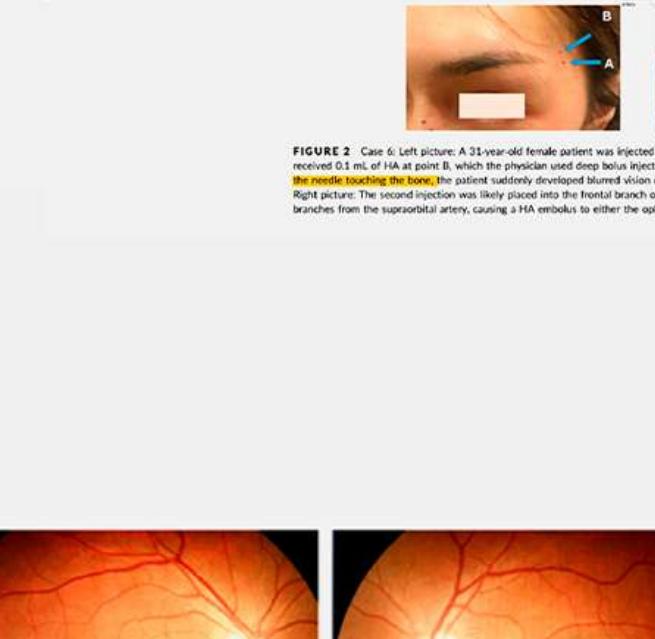 B
A
FIGURE 2 Case 6: Left picture: A 31-year-old female patient was injected
received 0.1 mL of HA at point B, which the physician used deep bolus inject
the needle touching the bone, the patient suddenly developed blurred vision
Right picture: The second injection was likely placed into the frontal branch o
branches from the supraorbital artery, causing a HA embolus to either the op